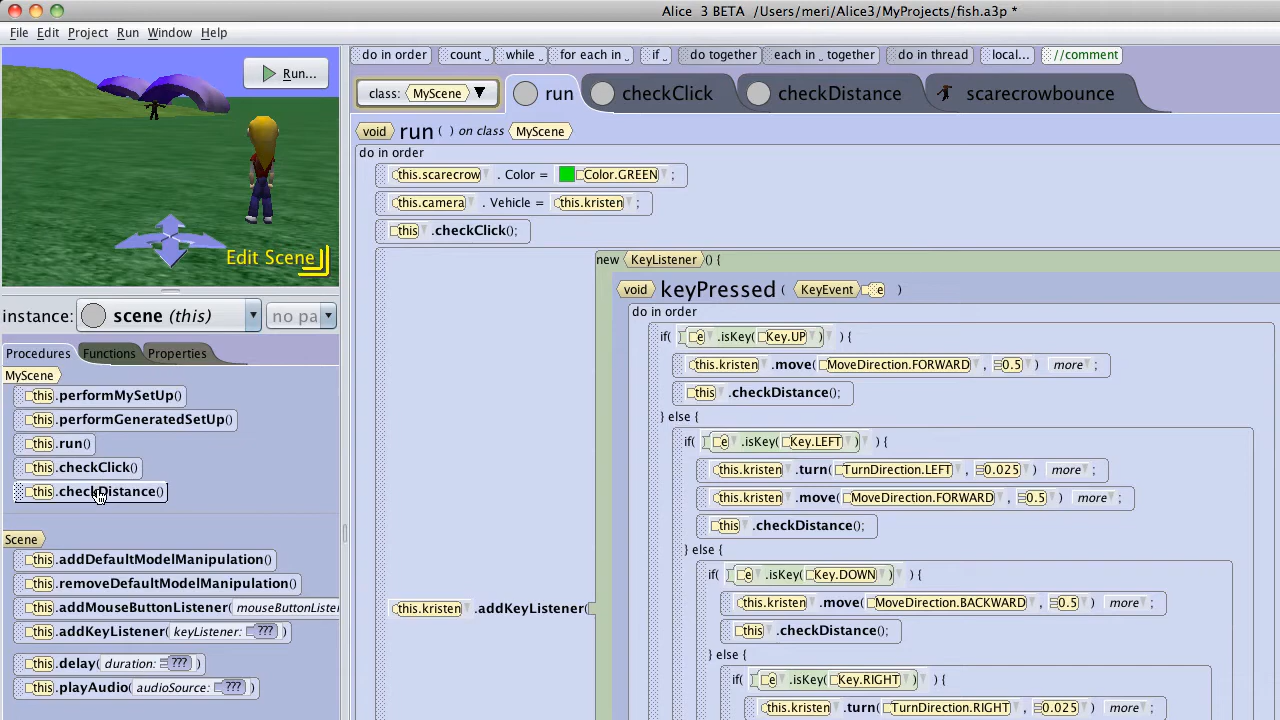 Alice 3 BETA /Users/meri/Alice3/MyProjects/fish.a3p *
File Edit Project Run Window Help
Run...
Edit Scene
instance: scene (this) no pa
Procedures Functions Properties
MyScene
this .performMySetUp()
this .performGeneratedSetUp()
this .run()
this .checkClick()
this .checkDistance()
Scene
this .addDefaultModelManipulation()
this .removeDefaultModelManipulation()
this .addMouseButtonListener( mouseButtonListen
this .addKeyListener( keyListener: ??? )
this .delay( duration: ??? )
this .playAudio( audioSource: ??? )
do in order count while for each in if do together each in together do in thread local... //comment
class: MyScene run checkClick checkDistance scarecrowbounce
void run ( ) on class MyScene
do in order
this.scarecrow . Color = Color.GREEN ;
this.camera . Vehicle = this.kristen ;
this .checkClick();
new KeyListener () {
void keyPressed ( KeyEvent e )
do in order
if( e .isKey( Key.UP ) ) {
this.kristen .move( MoveDirection.FORWARD , 0.5 ) more ;
this .checkDistance();
} else {
if( e .isKey( Key.LEFT ) ) {
this.kristen .turn( TurnDirection.LEFT , 0.025 ) more ;
this.kristen .move( MoveDirection.FORWARD , 0.5 ) more ;
this .checkDistance();
} else {
if( e .isKey( Key.DOWN ) ) {
this.kristen .addKeyListener( this.kristen .move( MoveDirection.BACKWARD , 0.5 ) more ;
this .checkDistance();
} else {
if( e .isKey( Key.RIGHT ) ) {
this.kristen .turn( TurnDirection.RIGHT , 0.025 ) more ;